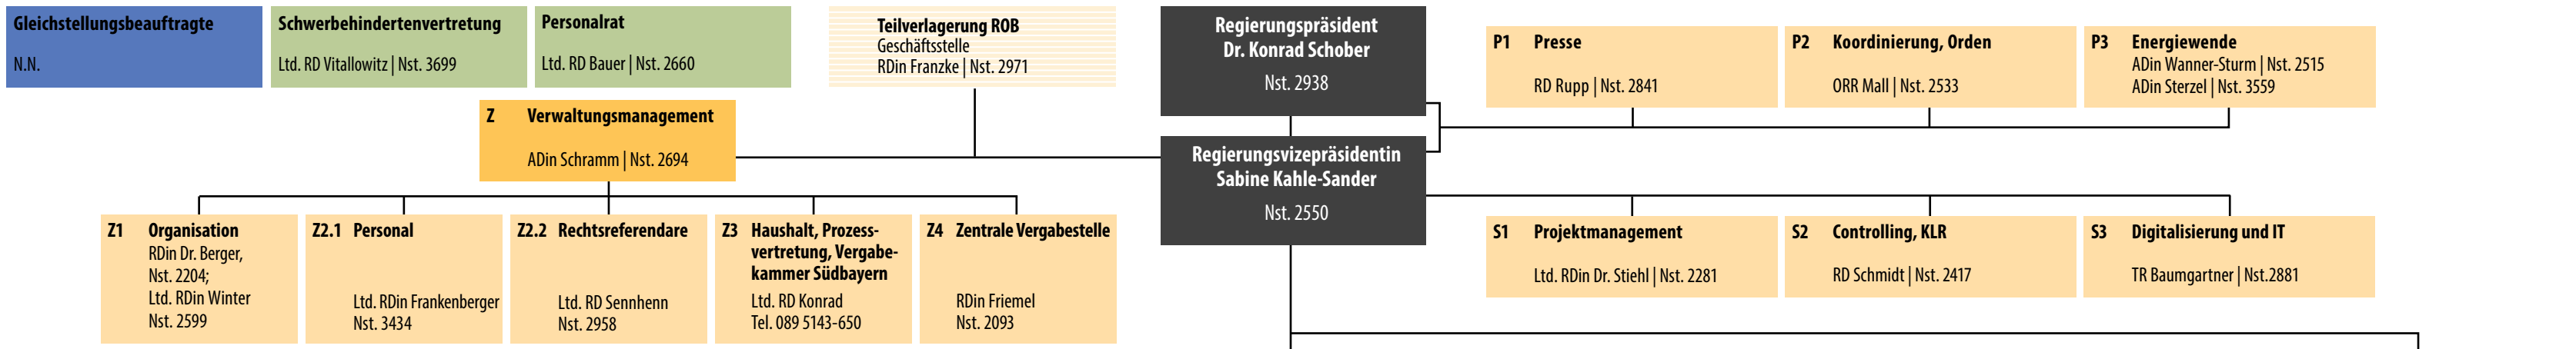 Gleichstellungsbeauftragte
N.N.
Schwerbehindertenvertretung
Ltd. RD Vitallowitz | Nst. 3699
Personalrat
Ltd. RD Bauer | Nst. 2660
Teilverlagerung ROB
Geschäftsstelle
RDin Franzke | Nst. 2971
Regierungspräsident
Dr. Konrad Schober
Nst. 2938
P1 Presse
RD Rupp | Nst. 2841
P2 Koordinierung, Orden
ORR Mall | Nst. 2533
P3 Energiewende
ADin Wanner-Sturm | Nst. 2515
ADin Sterzel | Nst. 3559
Z Verwaltungsmanagement
ADin Schramm | Nst. 2694
Regierungsvizepräsidentin
Sabine Kahle-Sander
Nst. 2550
Z1 Organisation
RDin Dr. Berger,
Nst. 2204;
Ltd. RDin Winter
Nst. 2599
Z2.1 Personal
Ltd. RDin Frankenberger
Nst. 3434
Z2.2 Rechtsreferendare
Ltd. RD Sennhenn
Nst. 2958
Z3 Haushalt, Prozess-
vertretung, Vergabe-
kammer Südbayern
Ltd. RD Konrad
Tel. 089 5143-650
Z4 Zentrale Vergabestelle
RDin Friemel
Nst. 2093
S1 Projektmanagement
Ltd. RDin Dr. Stiehl | Nst. 2281
S2 Controlling, KLR
RD Schmidt | Nst. 2417
S3 Digitalisierung und IT
TR Baumgartner | Nst.2881